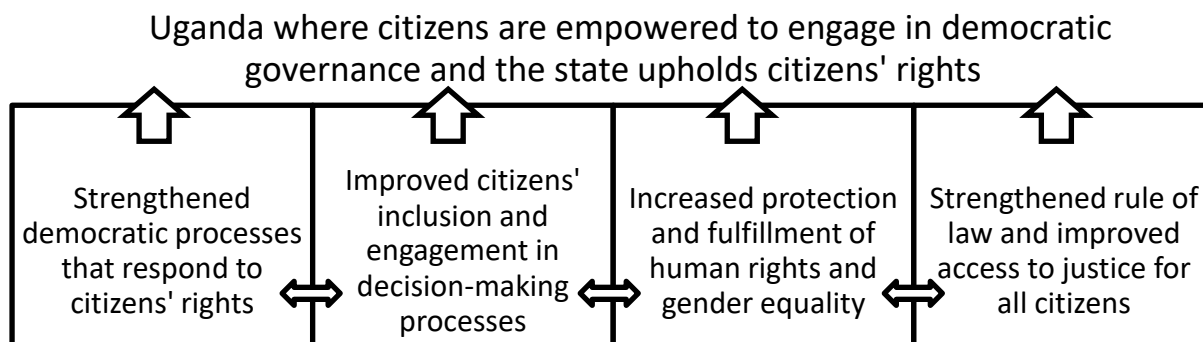 Uganda where citizens are empowered to engage in democratic
governance and the state upholds citizens' rights
Strengthened
democratic processes
that respond to
citizens' rights
Improved citizens'
inclusion and
engagement in
decision-making
processes
Increased protection
and fulfillment of
human rights and
gender equality
Strengthened rule of
law and improved
access to justice for
all citizens